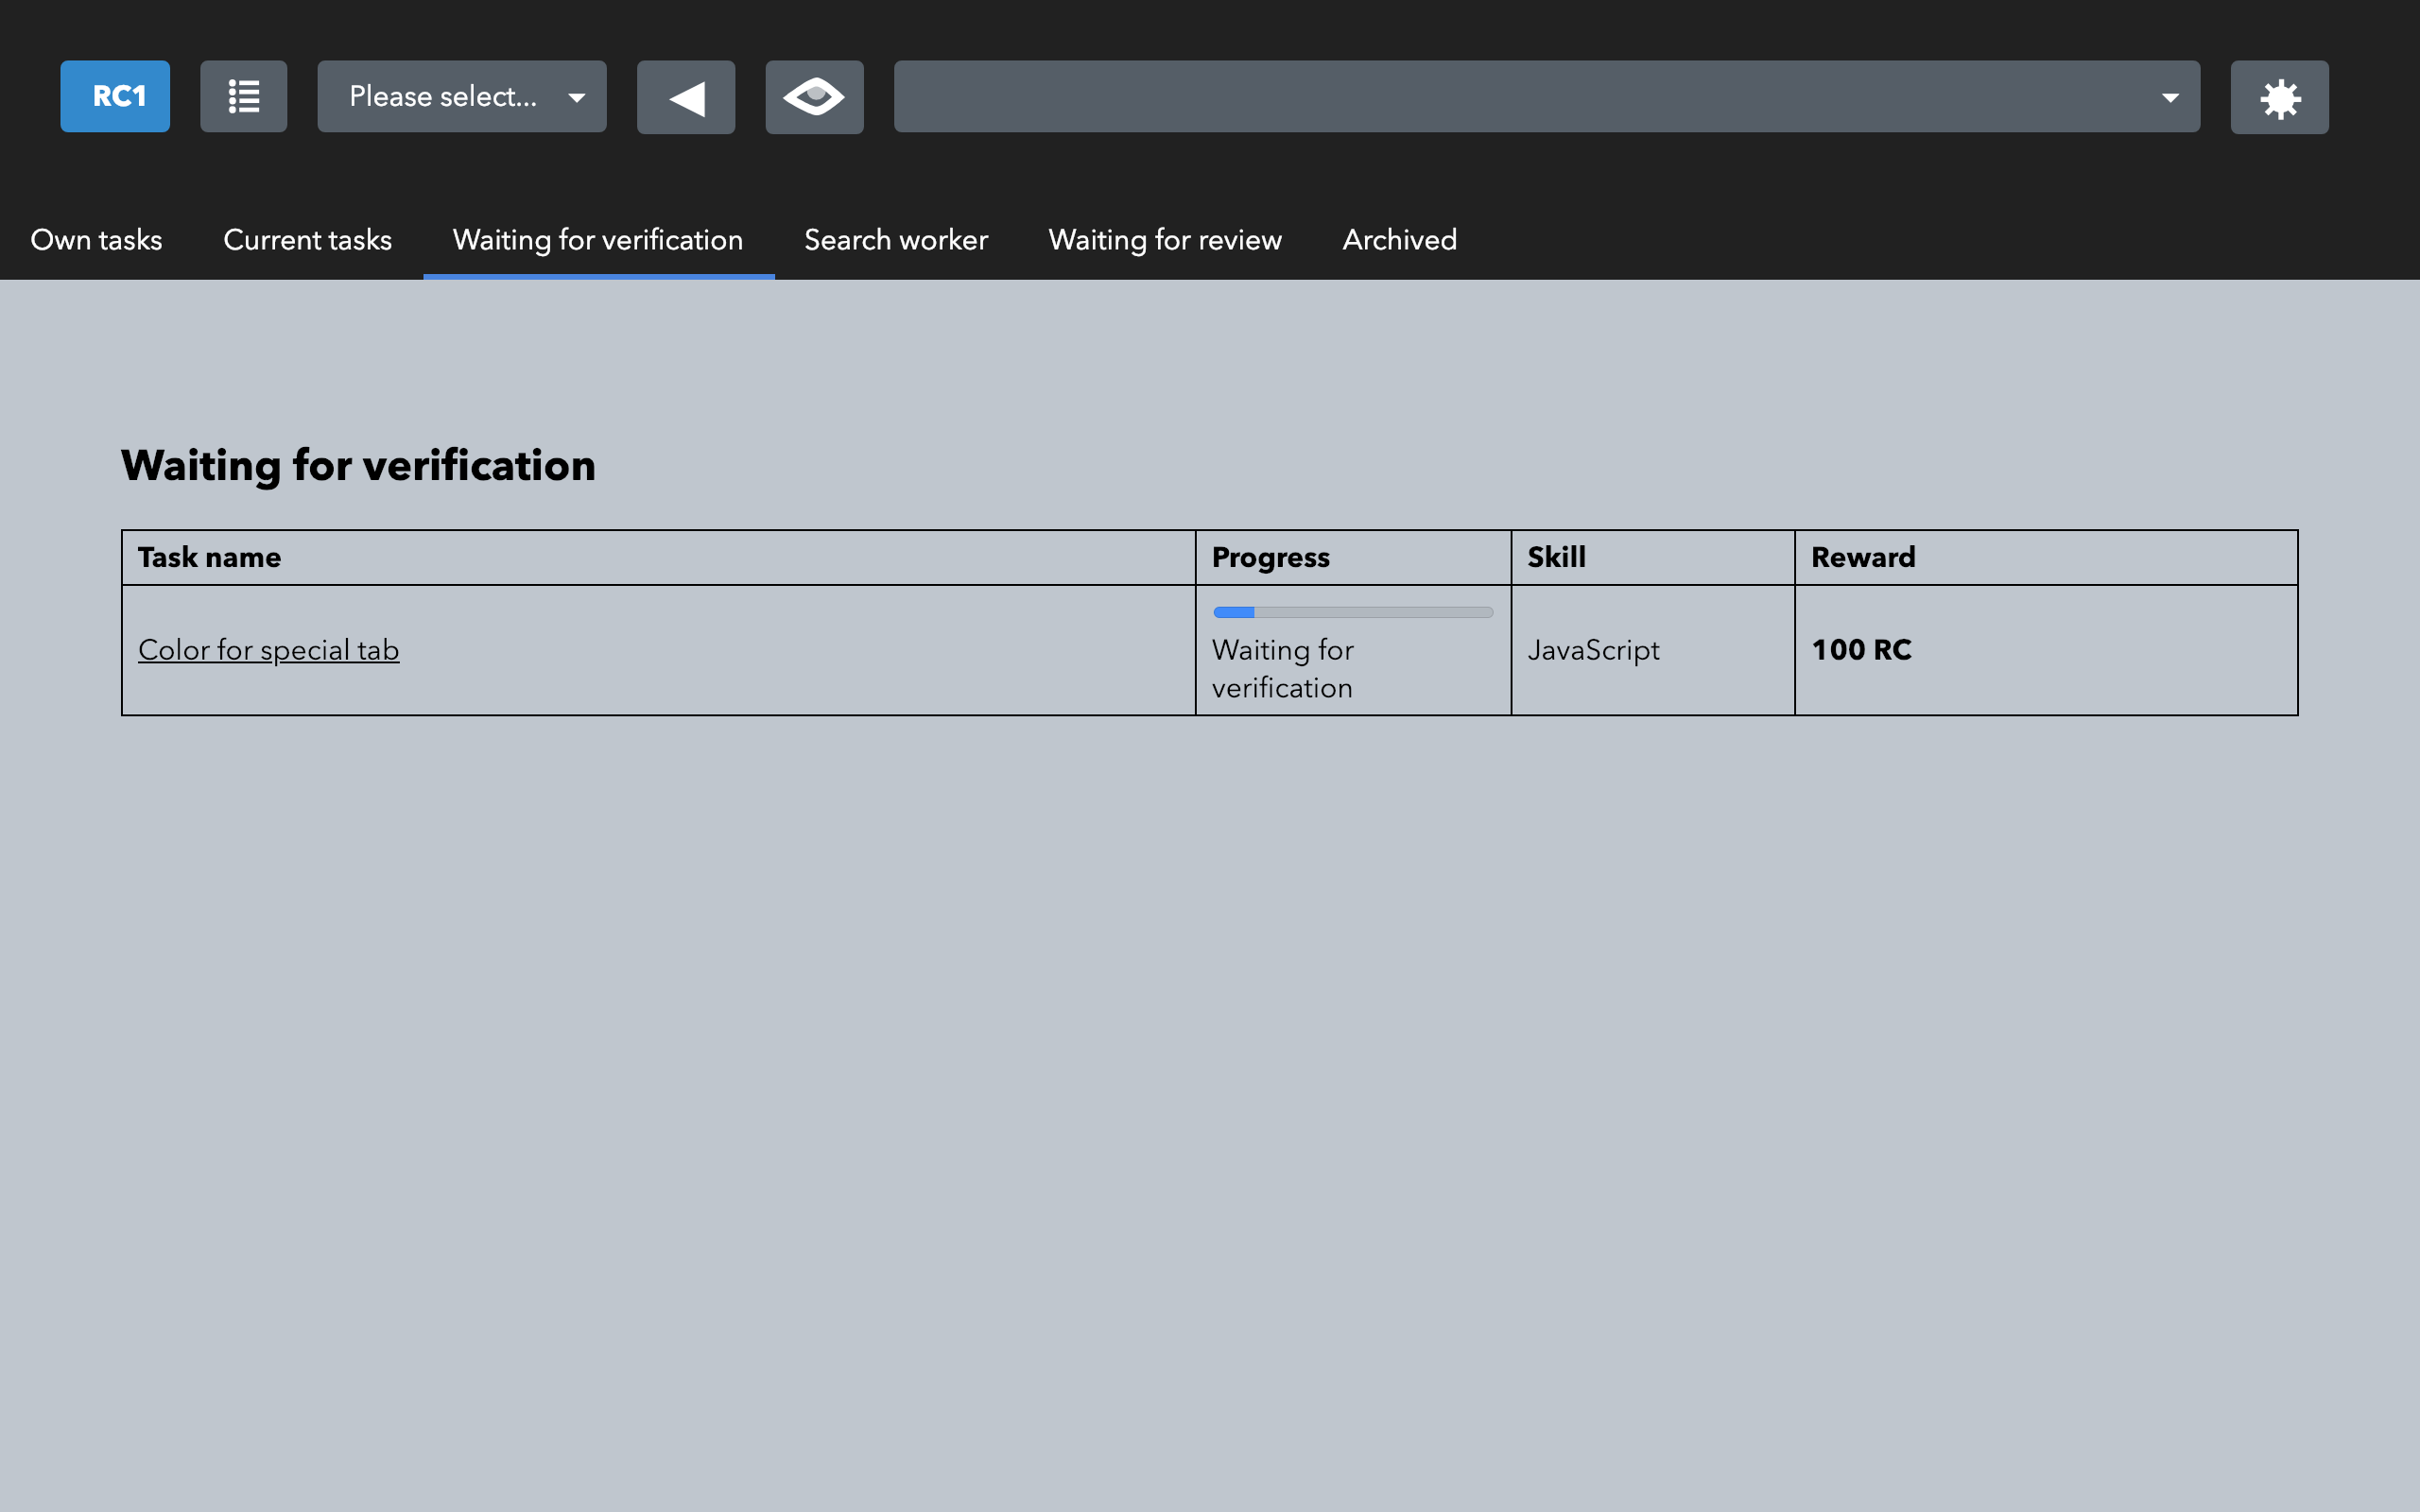 RC1
Please select...
Own tasks
Current tasks
Waiting for verification
Search worker
Waiting for review
Archived
Waiting for verification
Task name
Progress
Skill
Reward
Color for special tab
Waiting for
verification
JavaScript
100 RC